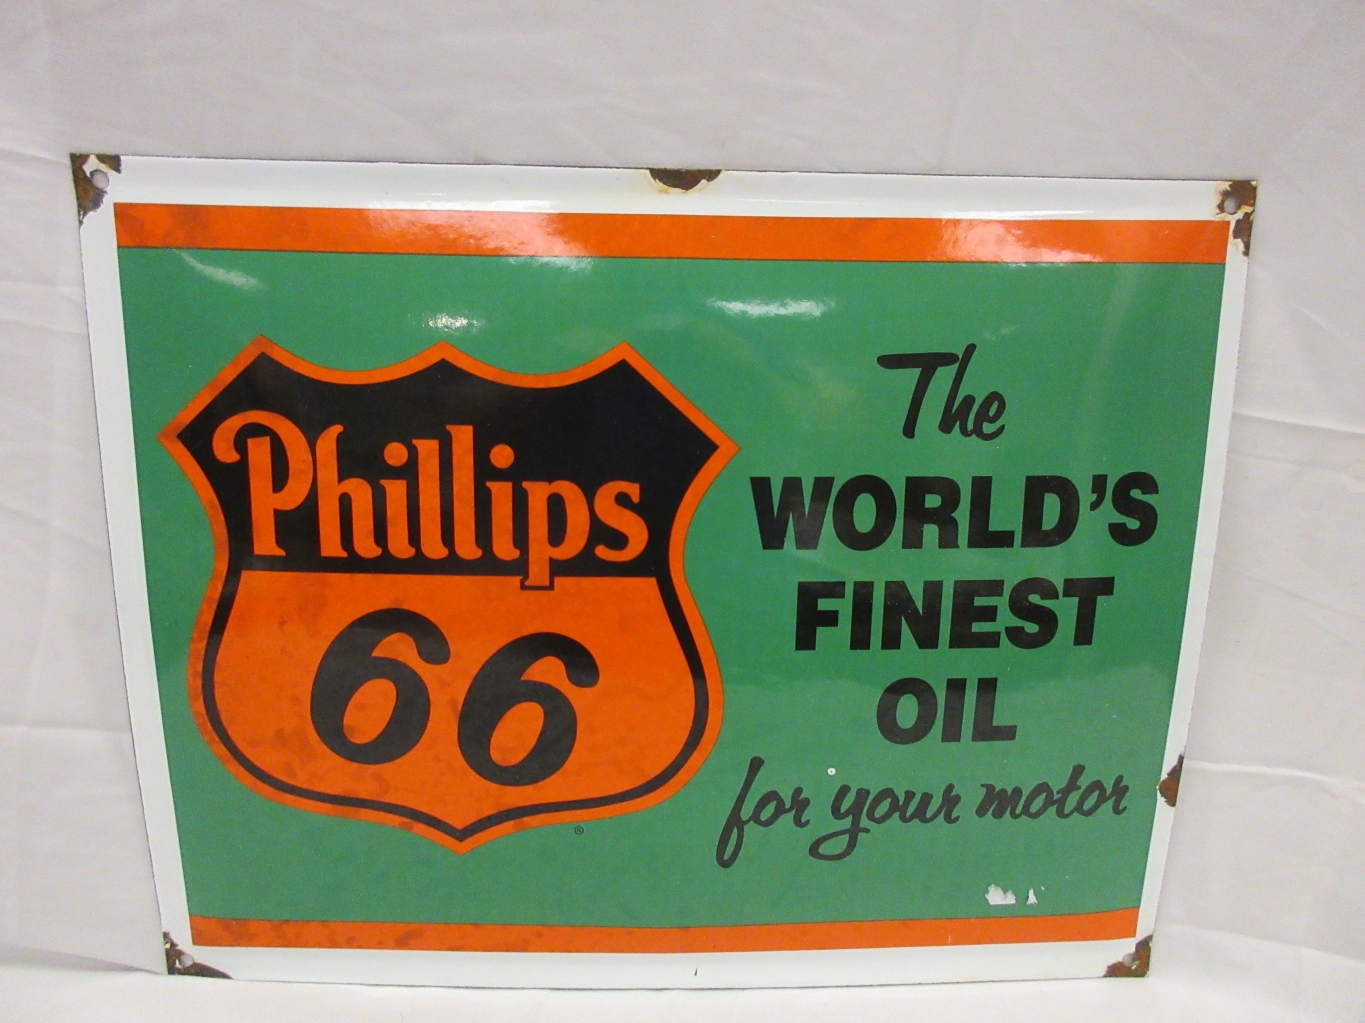 Phillips
66
®
The
WORLD'S
FINEST
OIL
for your motor